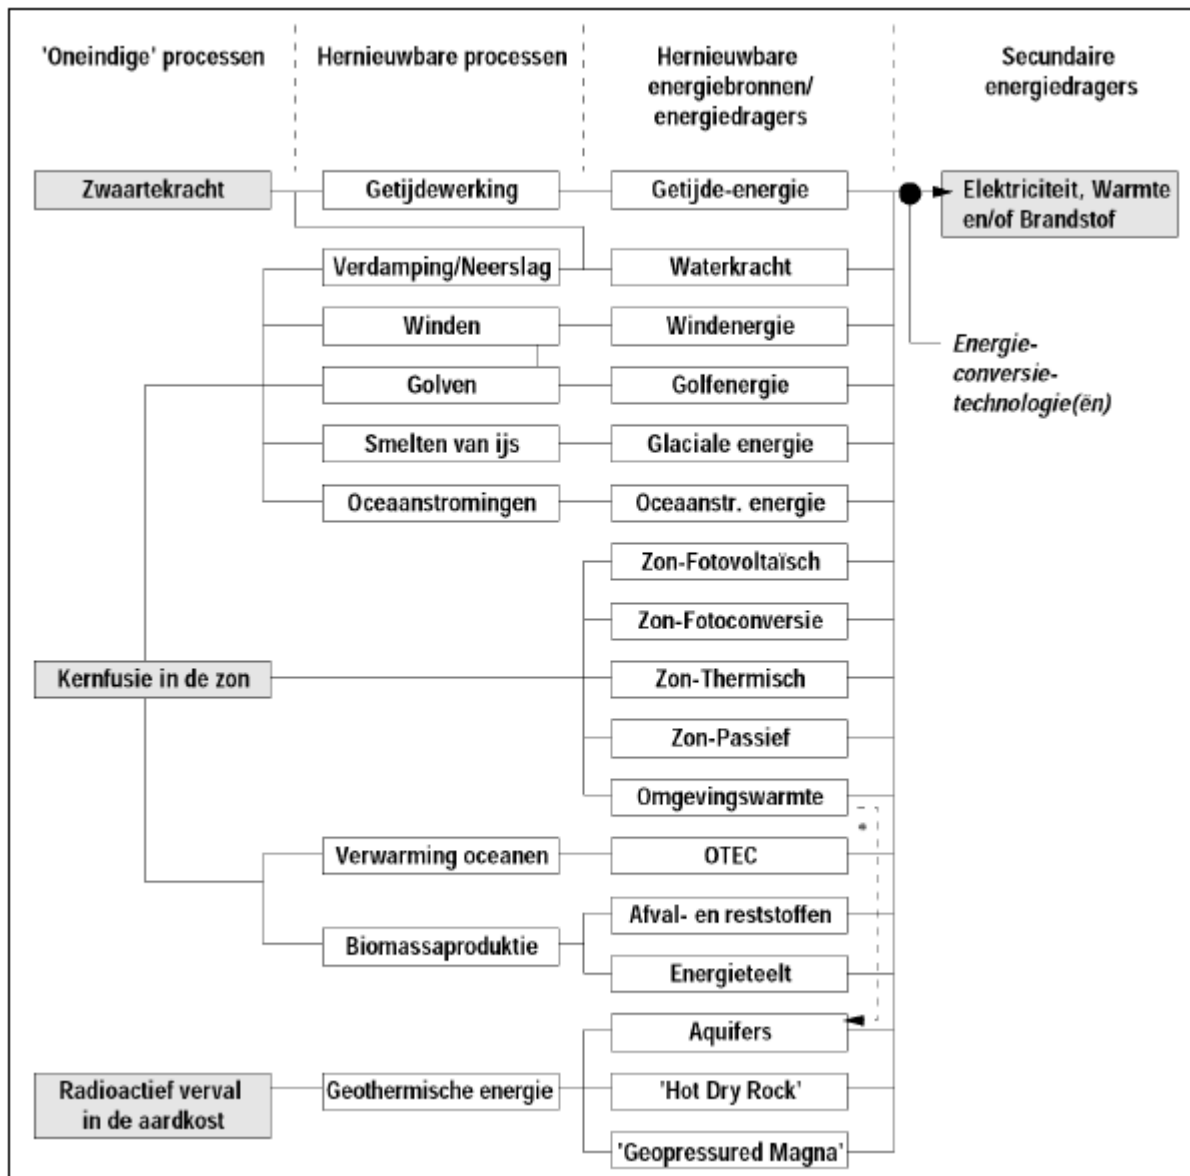 'Oneindige' processen
Hernieuwbare processen
Hernieuwbare
energiebronnen/
energiedragers
Secundaire
energiedragers
Zwaartekracht
Getijdewerking
Getijde-energie
Elektriciteit, Warmte
en/of Brandstof
Verdamping/Neerslag
Waterkracht
Winden
Windenergie
Energie-
conversie-
technologie(ën)
Golven
Golfenergie
Smelten van ijs
Glaciale energie
Oceaanstromingen
Oceaanstr. energie
Zon-Fotovoltaïsch
Zon-Fotoconversie
Kernfusie in de zon
Zon-Thermisch
Zon-Passief
Omgevingswarmte
*
Verwarming oceanen
OTEC
Afval- en reststoffen
Biomassaproduktie
Energieteelt
Aquifers
Radioactief verval
in de aardkost
Geothermische energie
'Hot Dry Rock'
'Geopressured Magna'